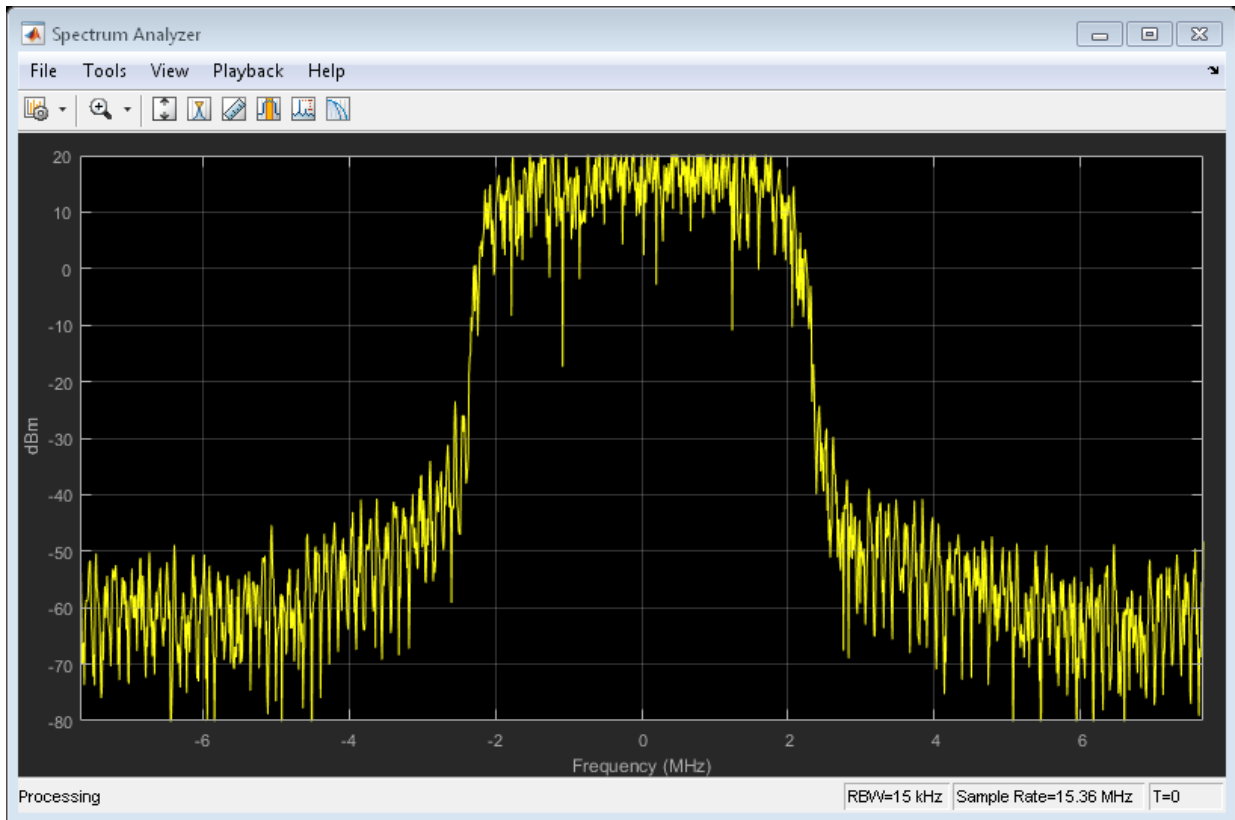 Spectrum Analyzer
File Tools View Playback Help
20
10
0
-10
-20
-30
-40
-50
-60
-70
-80
dBm
-6 -4 -2 0 2 4 6
Frequency (MHz)
Processing RBW=15 kHz Sample Rate=15.36 MHz T=0